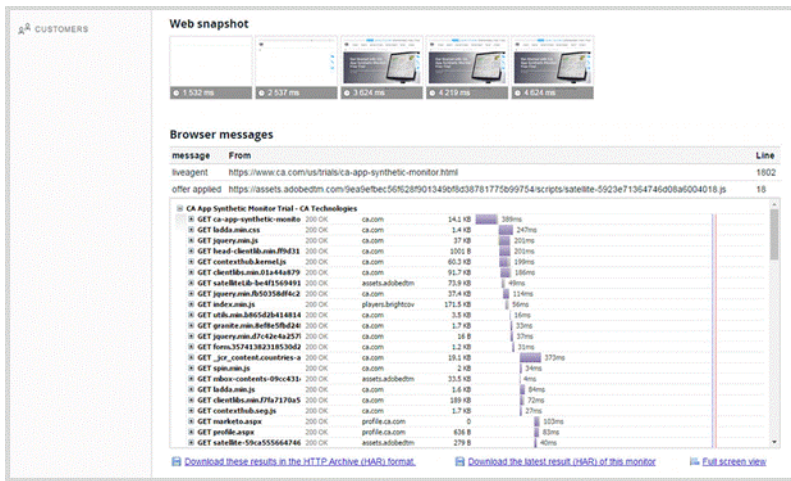 CUSTOMERS
Web snapshot
1 532 ms 2 537 ms 3 624 ms 4 219 ms 4 624 ms
Browser messages
message From Line
liveagent https://www.ca.com/us/trials/ca-app-synthetic-monitor.html 1802
offer applied https://assets.adobedtm.com/9ea9efbec56f628f901349bf8d38781775b99754/scripts/satellite-5923e71364746d08a6004018.js 18
CA App Synthetic Monitor Trial - CA Technologies
GET ca-app-synthetic-monito 200 OK ca.com 14.1 KB 389ms
GET ladda.min.css 200 OK ca.com 1.4 KB 247ms
GET jquery.min.js 200 OK ca.com 37 KB 201ms
GET head-clientlib.min.ff9d31 200 OK ca.com 1001 B 201ms
GET contexthub.kernel.js 200 OK ca.com 60.3 KB 199ms
GET clientlibs.min.01a44a879 200 OK ca.com 91.7 KB 186ms
GET satelliteLib-be4f1569491 200 OK assets.adobedtm 73.9 KB 49ms
GET jquery.min.fb50358df4c2 200 OK ca.com 37.4 KB 114ms
GET index.min.js 200 OK players.brightcov 171.5 KB 56ms
GET utils.min.b865d2b414814 200 OK ca.com 3.5 KB 16ms
GET granite.min.8ef8e5fbd24 200 OK ca.com 1.7 KB 33ms
GET jquery.min.d7c42e4a257 200 OK ca.com 16 B 37ms
GET form.35741382318530d2 200 OK ca.com 1.2 KB 31ms
GET _jcr_content.countries-a 200 OK ca.com 19.1 KB 373ms
GET spin.min.js 200 OK ca.com 2 KB 34ms
GET mbox-contents-09cc431 200 OK assets.adobedtm 33.5 KB 4ms
GET ladda.min.js 200 OK ca.com 1.6 KB 84ms
GET clientlibs.min.f7fa7170a5 200 OK ca.com 189 KB 72ms
GET contexthub.seg.js 200 OK ca.com 1.7 KB 27ms
GET marketo.aspx 200 OK profile.ca.com 0 103ms
GET profile.aspx 200 OK profile.ca.com 636 B 83ms
GET satellite-59ca555664746 200 OK assets.adobedtm 279 B 40ms
Download these results in the HTTP Archive (HAR) format. Download the latest result (HAR) of this monitor Full screen view